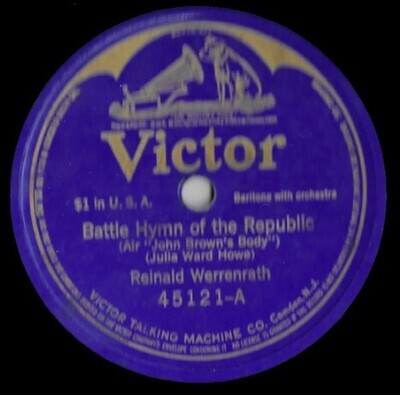 Victor
$1 in U.S.A.
Baritone with orchestra
Battle Hymn of the Republic
(Air "John Brown's Body")
(Julia Ward Howe)
Reinald Werrenrath
45121-A
VICTOR TALKING MACHINE CO. Camden, N.J.